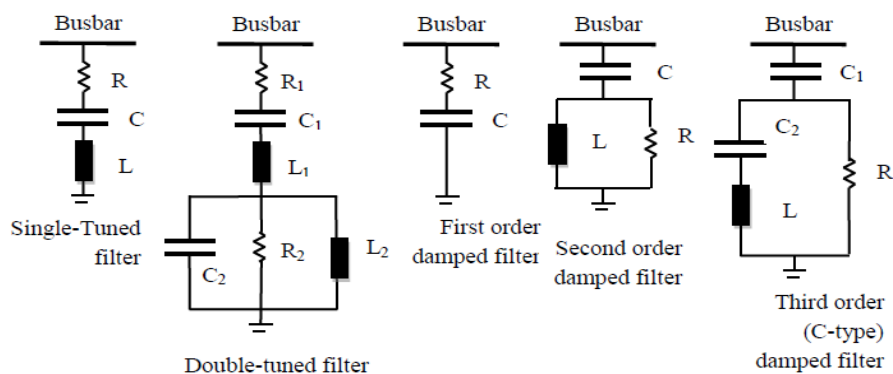 Busbar
R
C
L
Single-Tuned
filter
Busbar
R₁
C₁
L₁
C₂
R₂
L₂
Double-tuned filter
Busbar
R
C
First order
damped filter
Busbar
C
L
R
Second order
damped filter
Busbar
C₁
C₂
R
L
Third order
(C-type)
damped filter